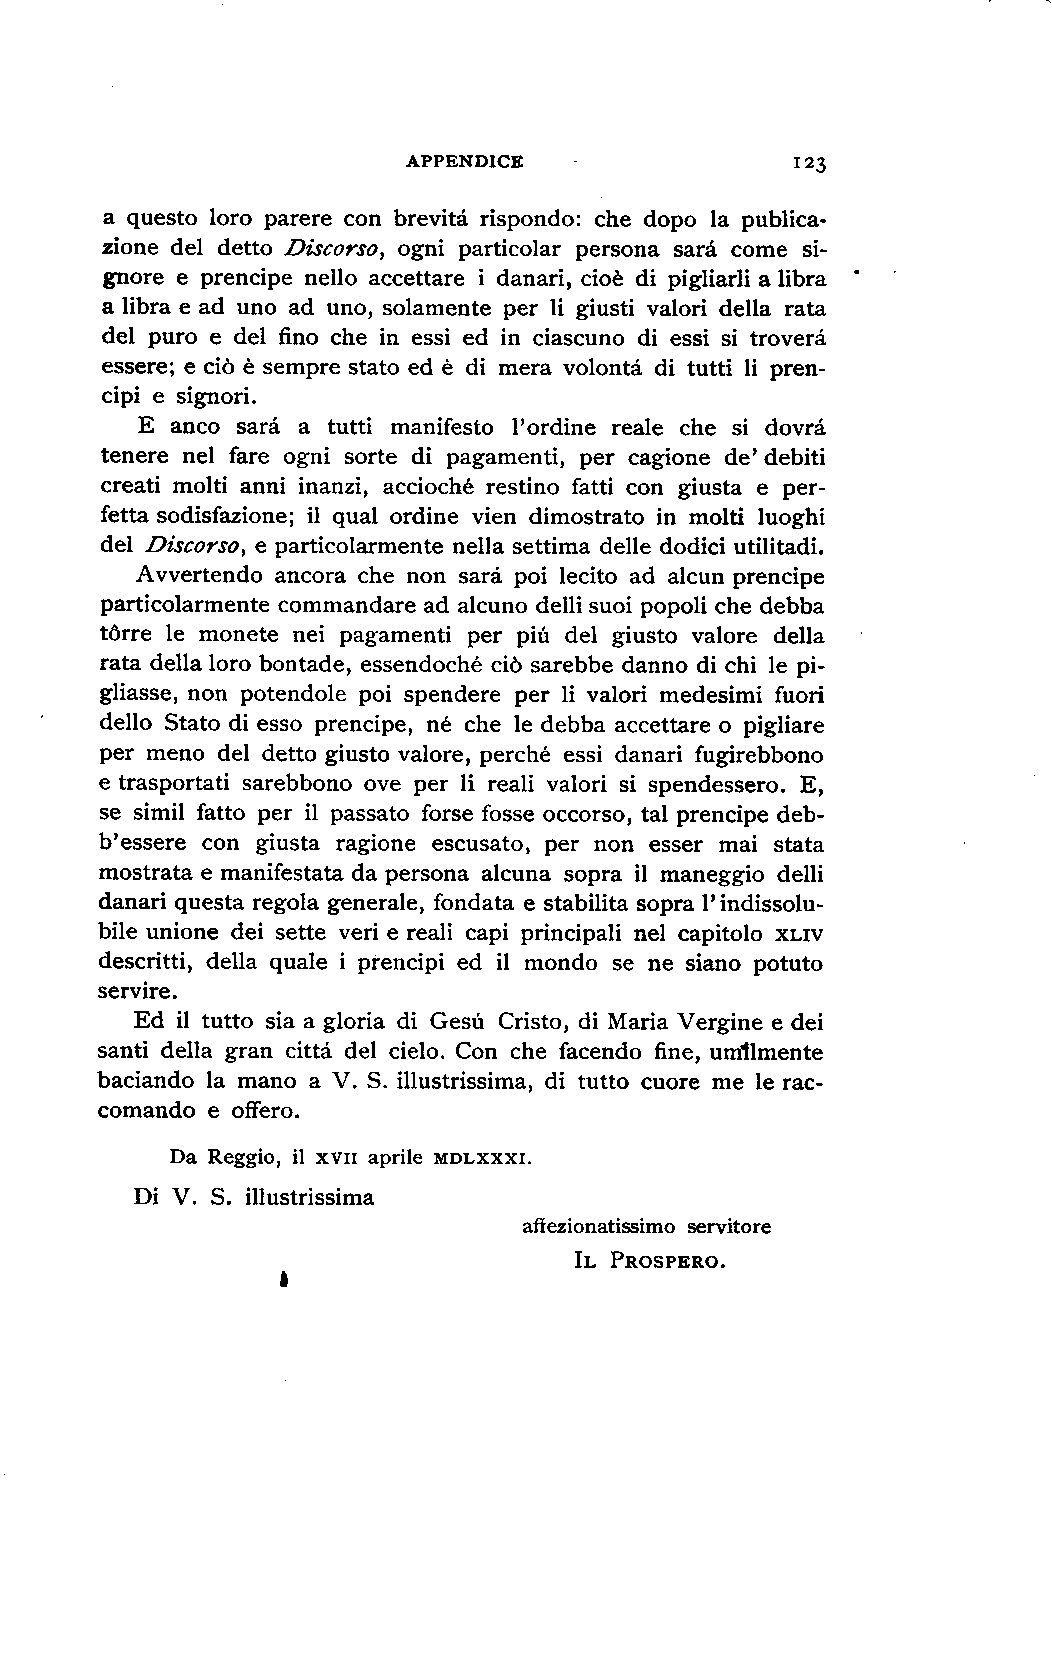 APPENDICE 123
a questo loro parere con brevitá rispondo: che dopo la publica-
zione del detto Discorso, ogni particolar persona sará come si-
gnore e prencipe nello accettare i danari, cioè di pigliarli a libra
a libra e ad uno ad uno, solamente per li giusti valori della rata
del puro e del fino che in essi ed in ciascuno di essi si troverá
essere; e ciò è sempre stato ed è di mera volontá di tutti li pren-
cipi e signori.
E anco sará a tutti manifesto l'ordine reale che si dovrá
tenere nel fare ogni sorte di pagamenti, per cagione de' debiti
creati molti anni inanzi, accioché restino fatti con giusta e per-
fetta sodisfazione; il qual ordine vien dimostrato in molti luoghi
del Discorso, e particolarmente nella settima delle dodici utilitadi.
Avvertendo ancora che non sará poi lecito ad alcun prencipe
particolarmente commandare ad alcuno delli suoi popoli che debba
tôrre le monete nei pagamenti per piú del giusto valore della
rata della loro bontade, essendoché ciò sarebbe danno di chi le pi-
gliasse, non potendole poi spendere per li valori medesimi fuori
dello Stato di esso prencipe, né che le debba accettare o pigliare
per meno del detto giusto valore, perché essi danari fugirebbono
e trasportati sarebbono ove per li reali valori si spendessero. E,
se simil fatto per il passato forse fosse occorso, tal prencipe deb-
b'essere con giusta ragione escusato, per non esser mai stata
mostrata e manifestata da persona alcuna sopra il maneggio delli
danari questa regola generale, fondata e stabilita sopra l'indissolu-
bile unione dei sette veri e reali capi principali nel capitolo XLIV
descritti, della quale i prencipi ed il mondo se ne siano potuto
servire.
Ed il tutto sia a gloria di Gesú Cristo, di Maria Vergine e dei
santi della gran cittá del cielo. Con che facendo fine, umilmente
baciando la mano a V. S. illustrissima, di tutto cuore me le rac-
comando e offero.
Da Reggio, il XVII aprile MDLXXXI.
Di V. S. illustrissima
affezionatissimo servitore
IL PROSPERO.